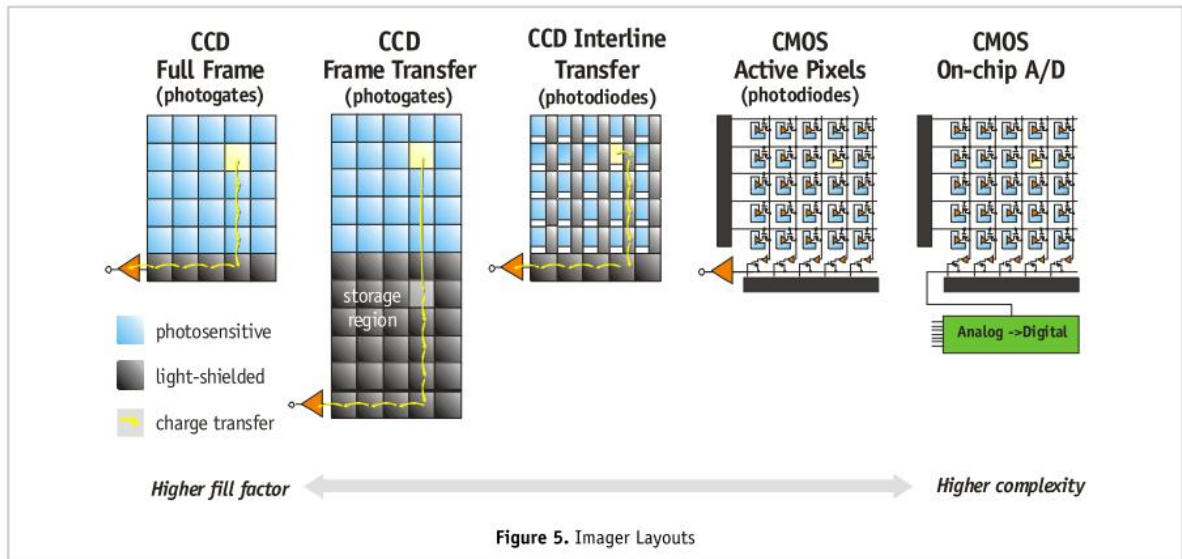 CCD
Full Frame
(photogates)
CCD
Frame Transfer
(photogates)
CCD Interline
Transfer
(photodiodes)
CMOS
Active Pixels
(photodiodes)
CMOS
On-chip A/D
storage
region
photosensitive
light-shielded
charge transfer
Analog ->Digital
Higher fill factor
Higher complexity
Figure 5. Imager Layouts